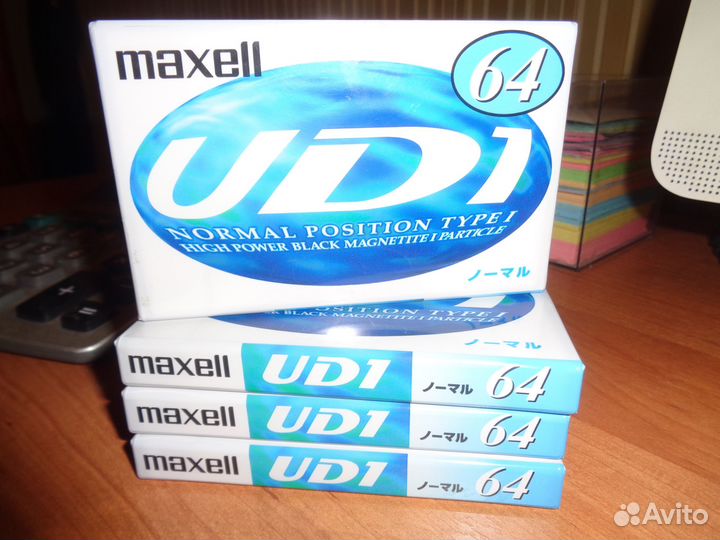 maxell
64
UD1
NORMAL POSITION TYPE I
HIGH POWER BLACK MAGNETITE I PARTICLE
ノーマル
POSITION TYPE I
BLACK MAGNETITE I PARTICLE
ノーマル
maxell UD1 ノーマル 64
maxell UD1 ノーマル 64
maxell UD1 ノーマル 64
Avito